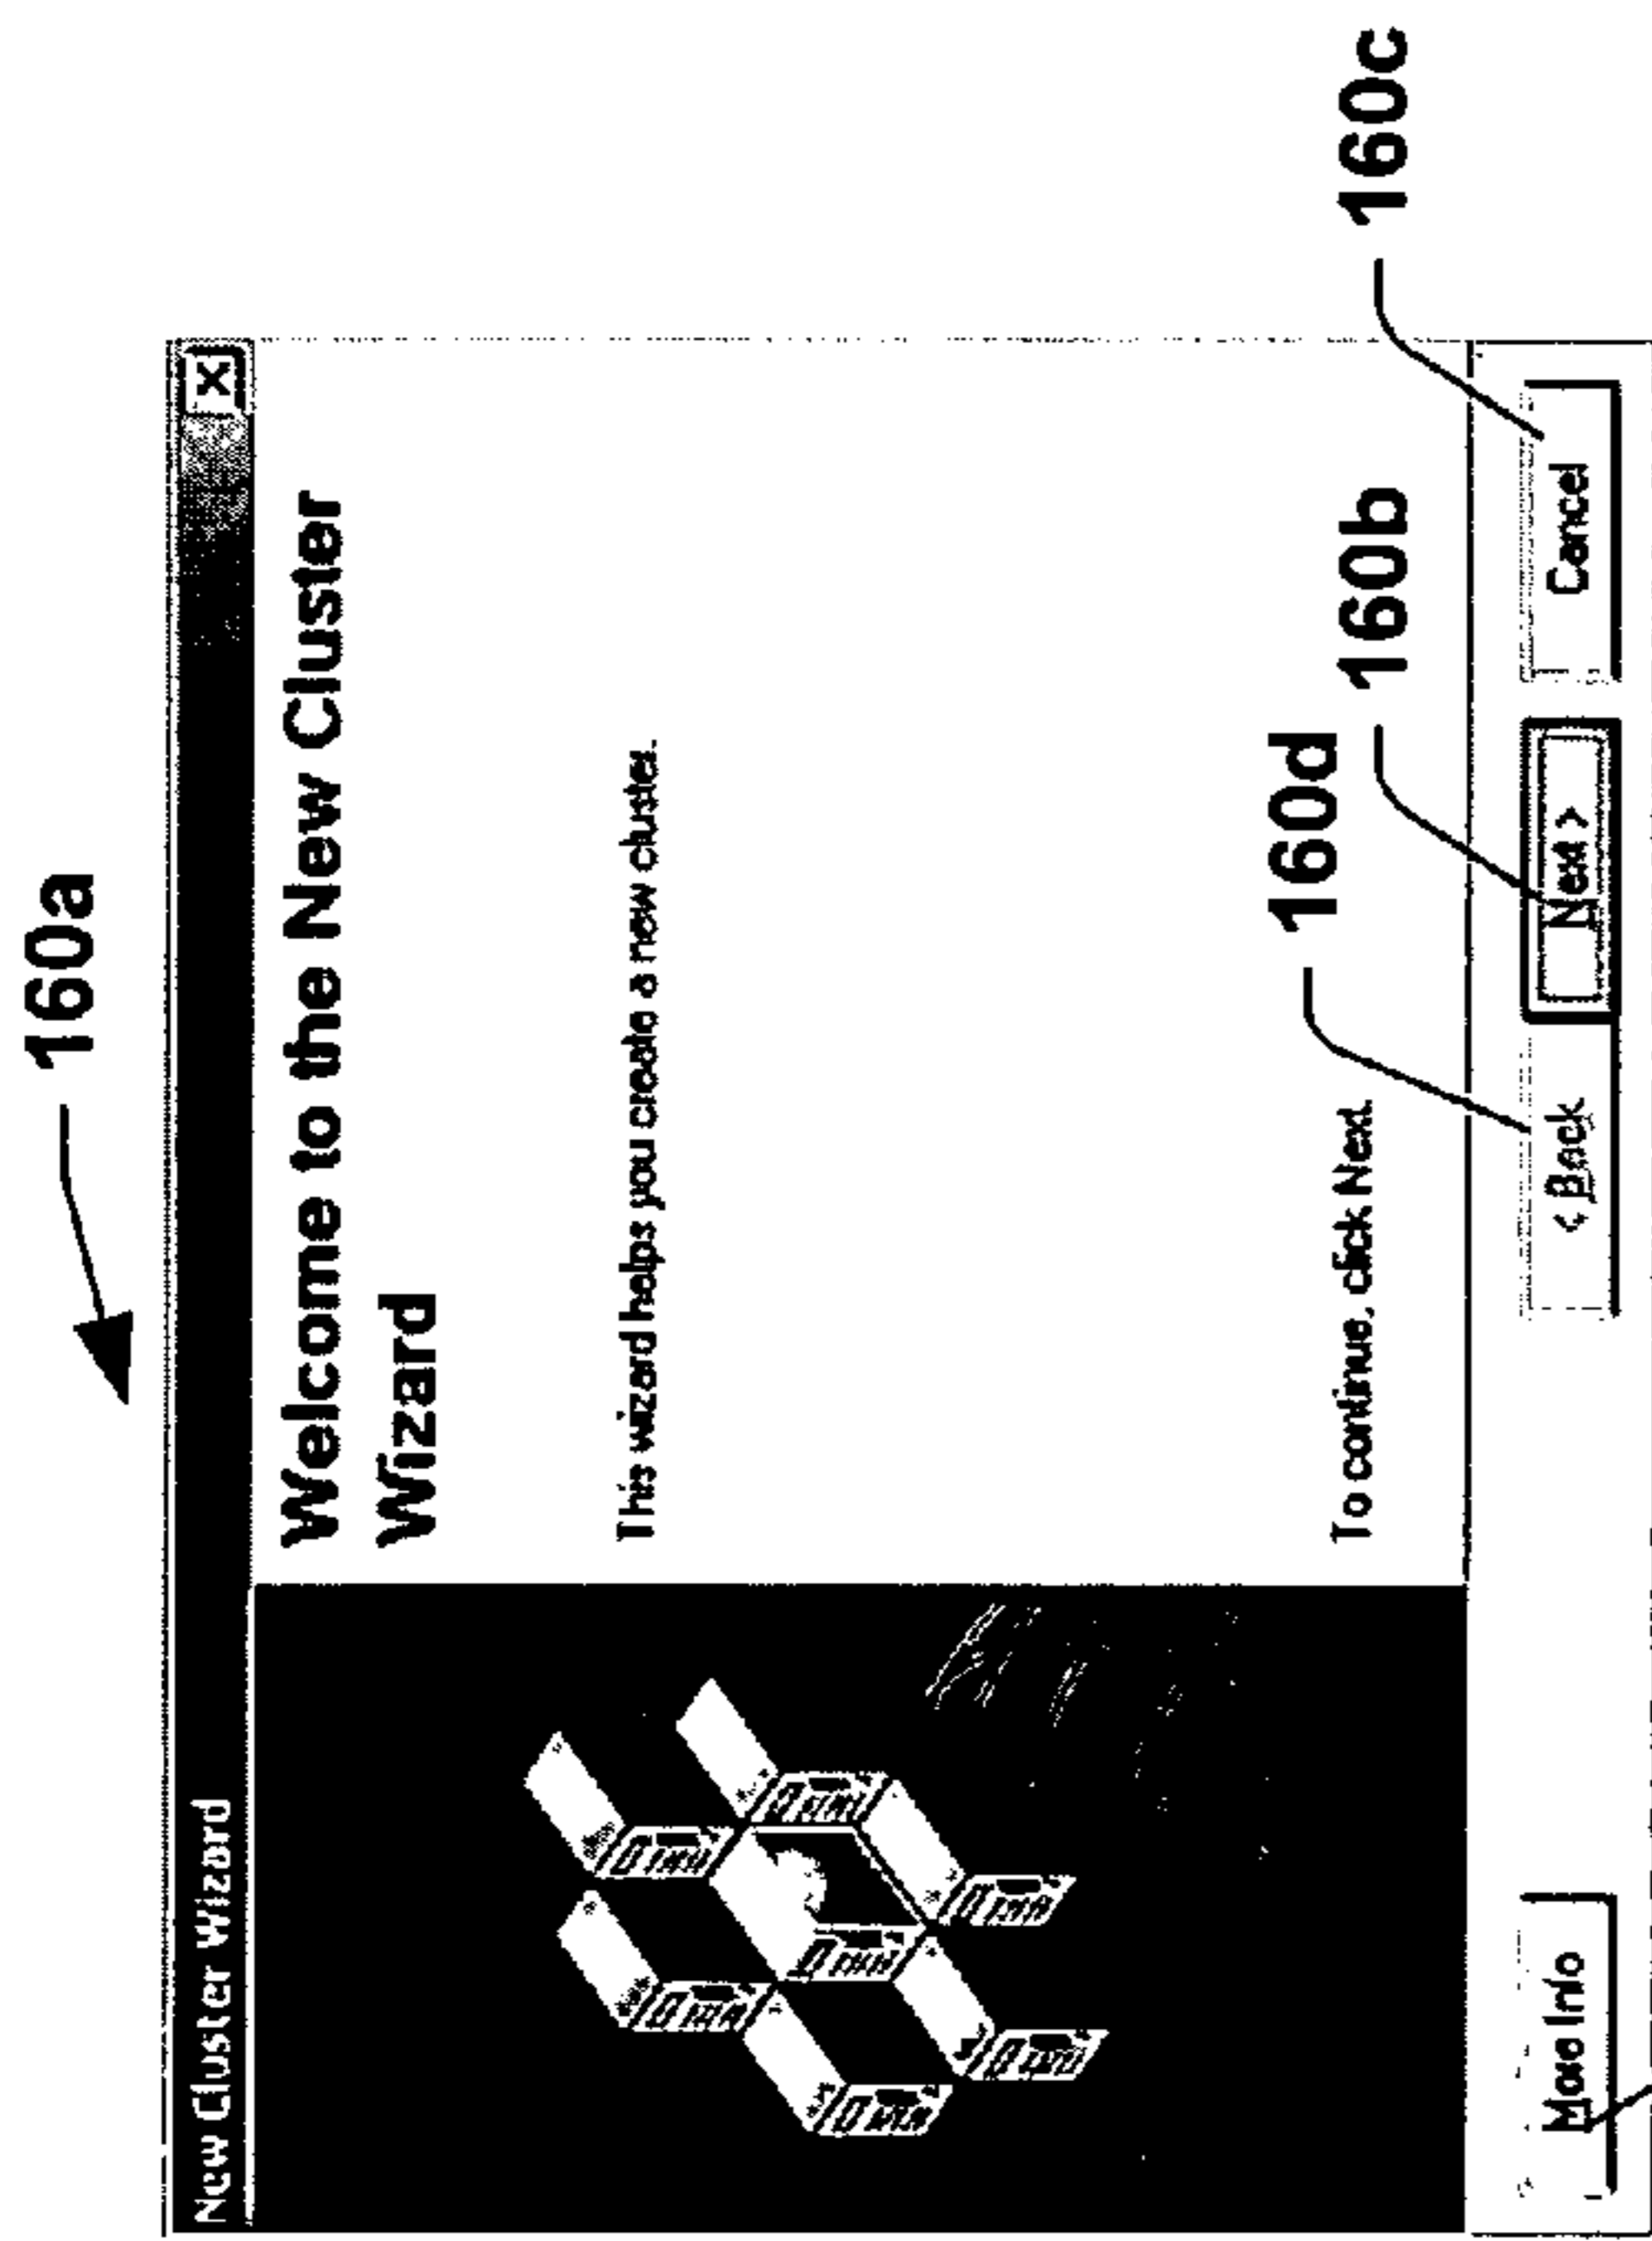 160a
New Cluster Wizard
X
Welcome to the New Cluster
Wizard
This wizard helps you create a new cluster.
To continue, click Next.
160d
160b
160c
More Info
< Back
Next >
Cancel